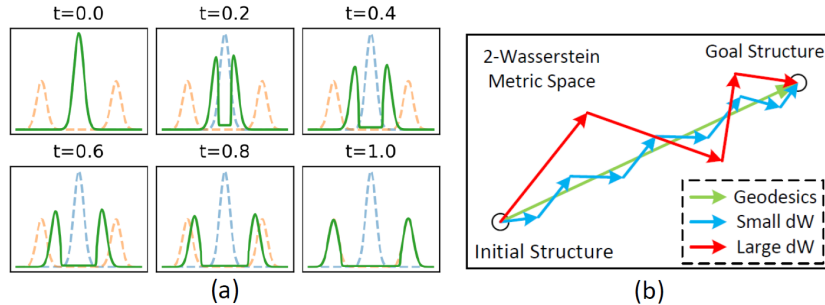 t=0.0 t=0.2 t=0.4
t=0.6 t=0.8 t=1.0
(a)
2-Wasserstein
Metric Space
Goal Structure
Initial Structure
Geodesics
Small dW
Large dW
(b)